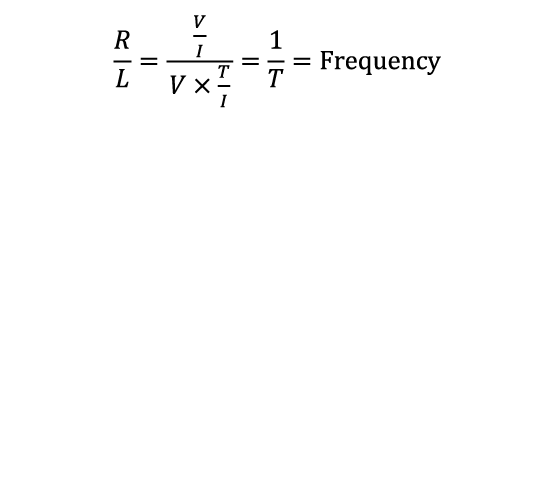 R/L = (V/I)/(V × T/I) = 1/T = Frequency